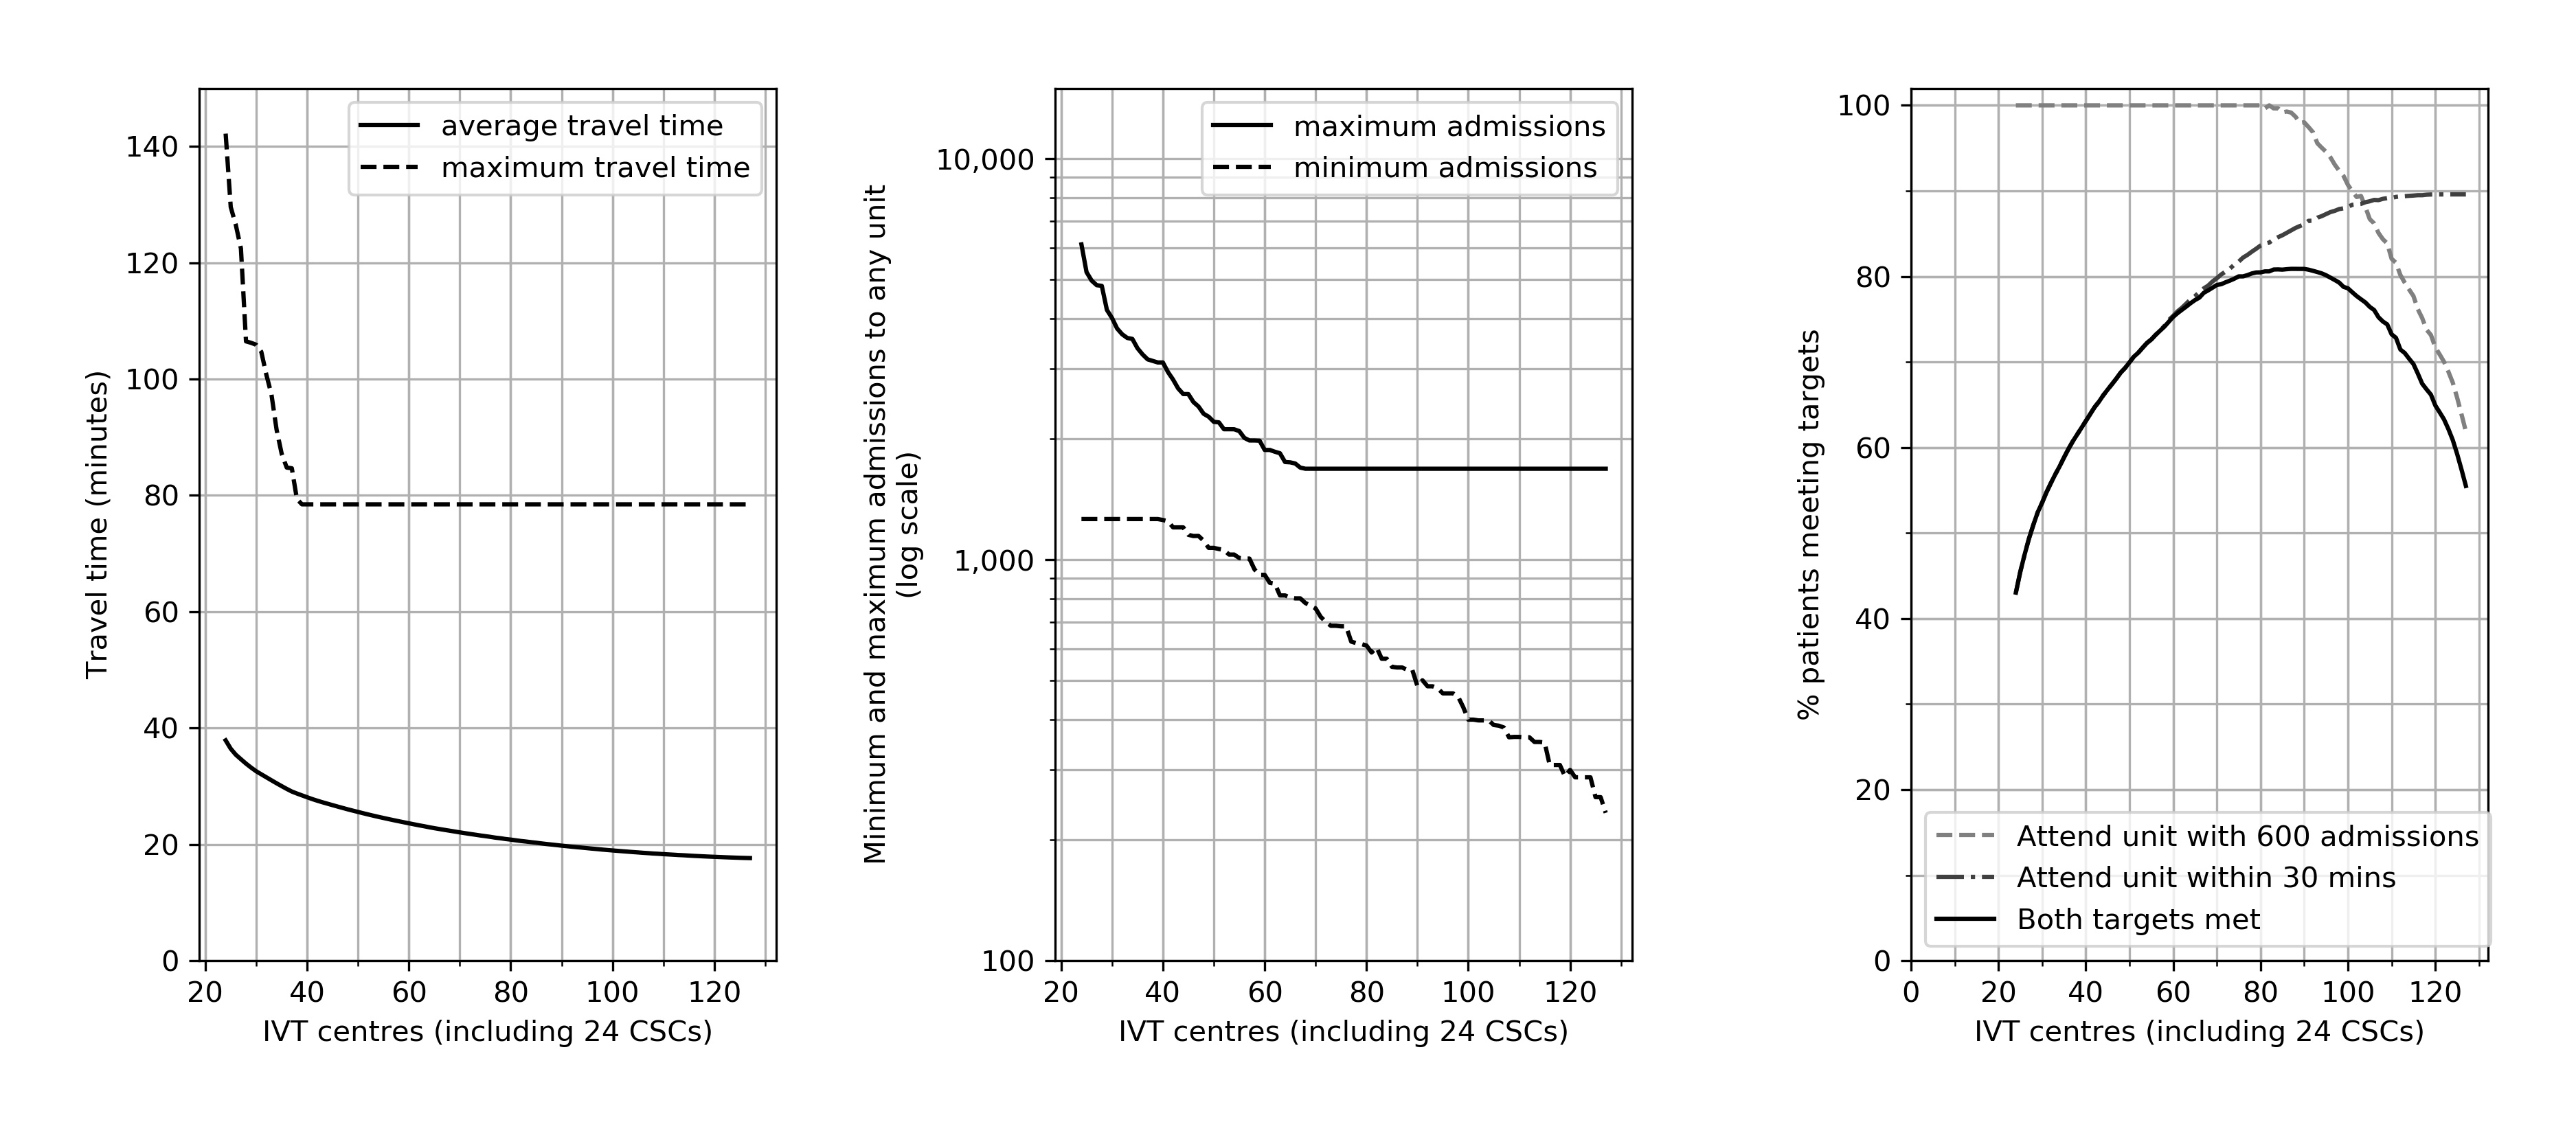 140
120
100
80
60
40
20
0
20 40 60 80 100 120
Travel time (minutes)
IVT centres (including 24 CSCs)
average travel time
maximum travel time
10,000
1,000
100
20 40 60 80 100 120
Minimum and maximum admissions to any unit
(log scale)
IVT centres (including 24 CSCs)
maximum admissions
minimum admissions
100
80
60
40
20
0
0 20 40 60 80 100 120
% patients meeting targets
IVT centres (including 24 CSCs)
Attend unit with 600 admissions
Attend unit within 30 mins
Both targets met